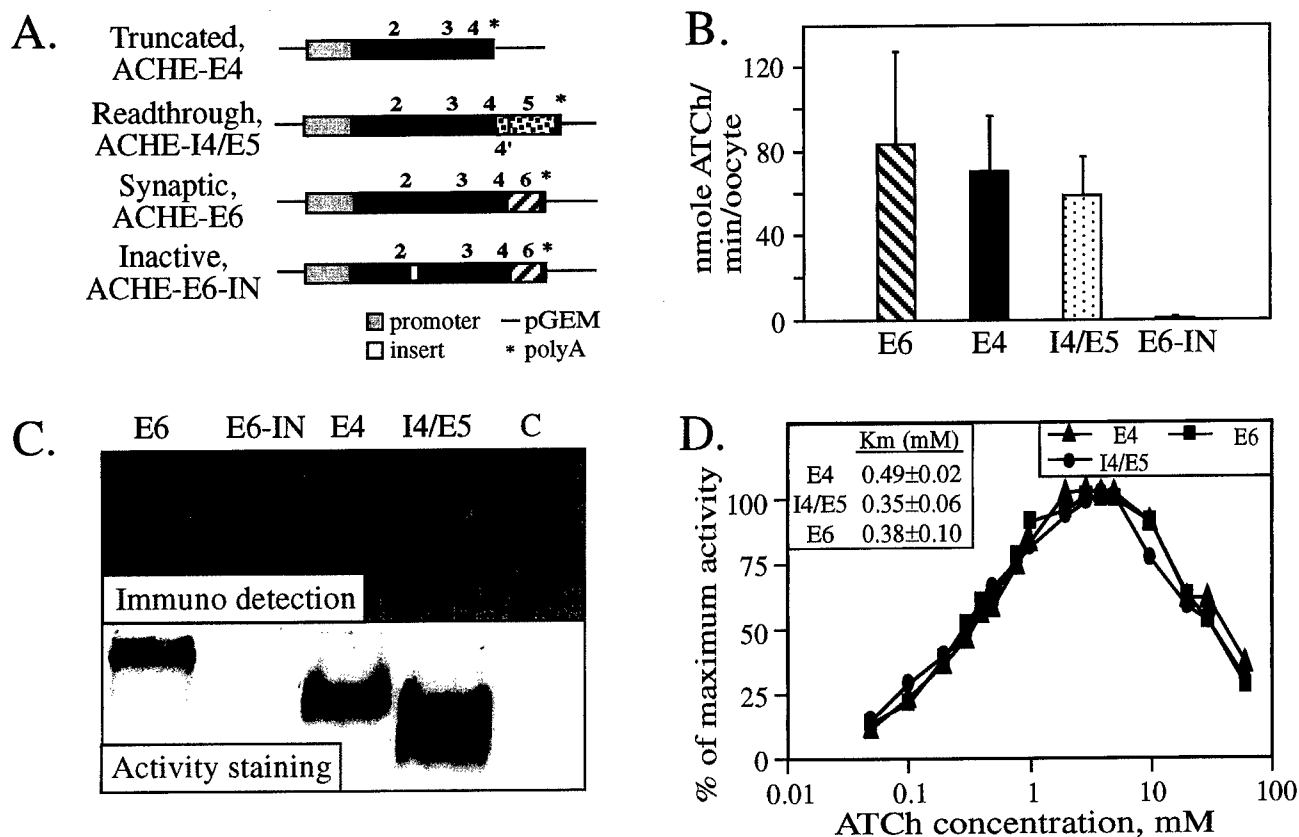 A.
Truncated,
ACHE-E4
2 3 4 *
Readthrough,
ACHE-I4/E5
2 3 4 5 *
4'
Synaptic,
ACHE-E6
2 3 4 6 *
Inactive,
ACHE-E6-IN
2 3 4 6 *
promoter
insert
pGEM
* polyA
B.
nmole ATCh/
min/oocyte
120
80
40
0
E6 E4 I4/E5 E6-IN
C.
E6 E6-IN E4 I4/E5 C
Immuno detection
Activity staining
D.
Km (mM)
E4 0.49±0.02
I4/E5 0.35±0.06
E6 0.38±0.10
E4 E6
I4/E5
% of maximum activity
100
75
50
25
0
0.01 0.1 1 10 100
ATCh concentration, mM